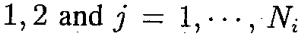 1, 2 and j = 1, ⋯, N_i